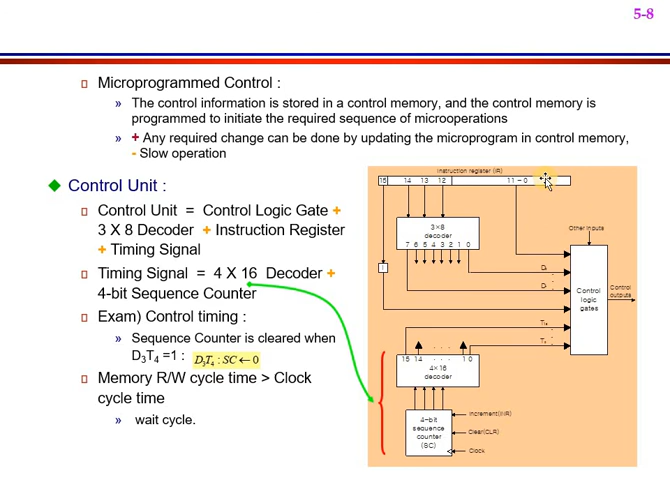 5-8
Microprogrammed Control :
» The control information is stored in a control memory, and the control memory is
programmed to initiate the required sequence of microoperations
» + Any required change can be done by updating the microprogram in control memory,
- Slow operation
Control Unit :
Control Unit = Control Logic Gate +
3 X 8 Decoder + Instruction Register
+ Timing Signal
Timing Signal = 4 X 16 Decoder +
4-bit Sequence Counter
Exam) Control timing :
» Sequence Counter is cleared when
D3T4 =1 : D3T4 : SC ← 0
Memory R/W cycle time > Clock
cycle time
» wait cycle.
Instruction register (IR)
15 14 13 12 11 - 0
3×8
decoder
7 6 5 4 3 2 1 0
Other inputs
I
Control
logic
gates
Control
outputs
15 14 . . . 1 0
4×16
decoder
4-bit
sequence
counter
(SC)
Increment(INR)
Clear(CLR)
Clock